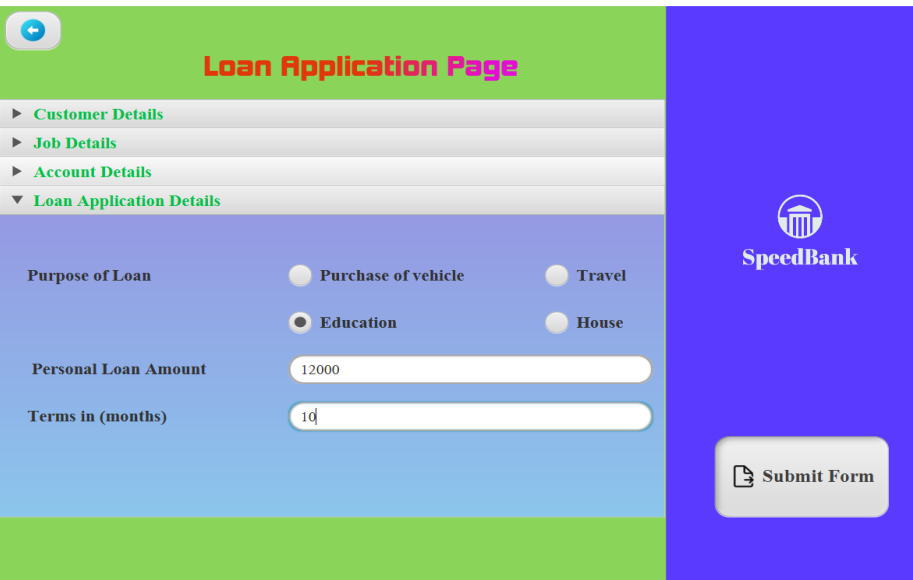 Loan Application Page
Customer Details
Job Details
Account Details
Loan Application Details
Purpose of Loan
Purchase of vehicle
Travel
Education
House
Personal Loan Amount
12000
Terms in (months)
10
SpeedBank
Submit Form